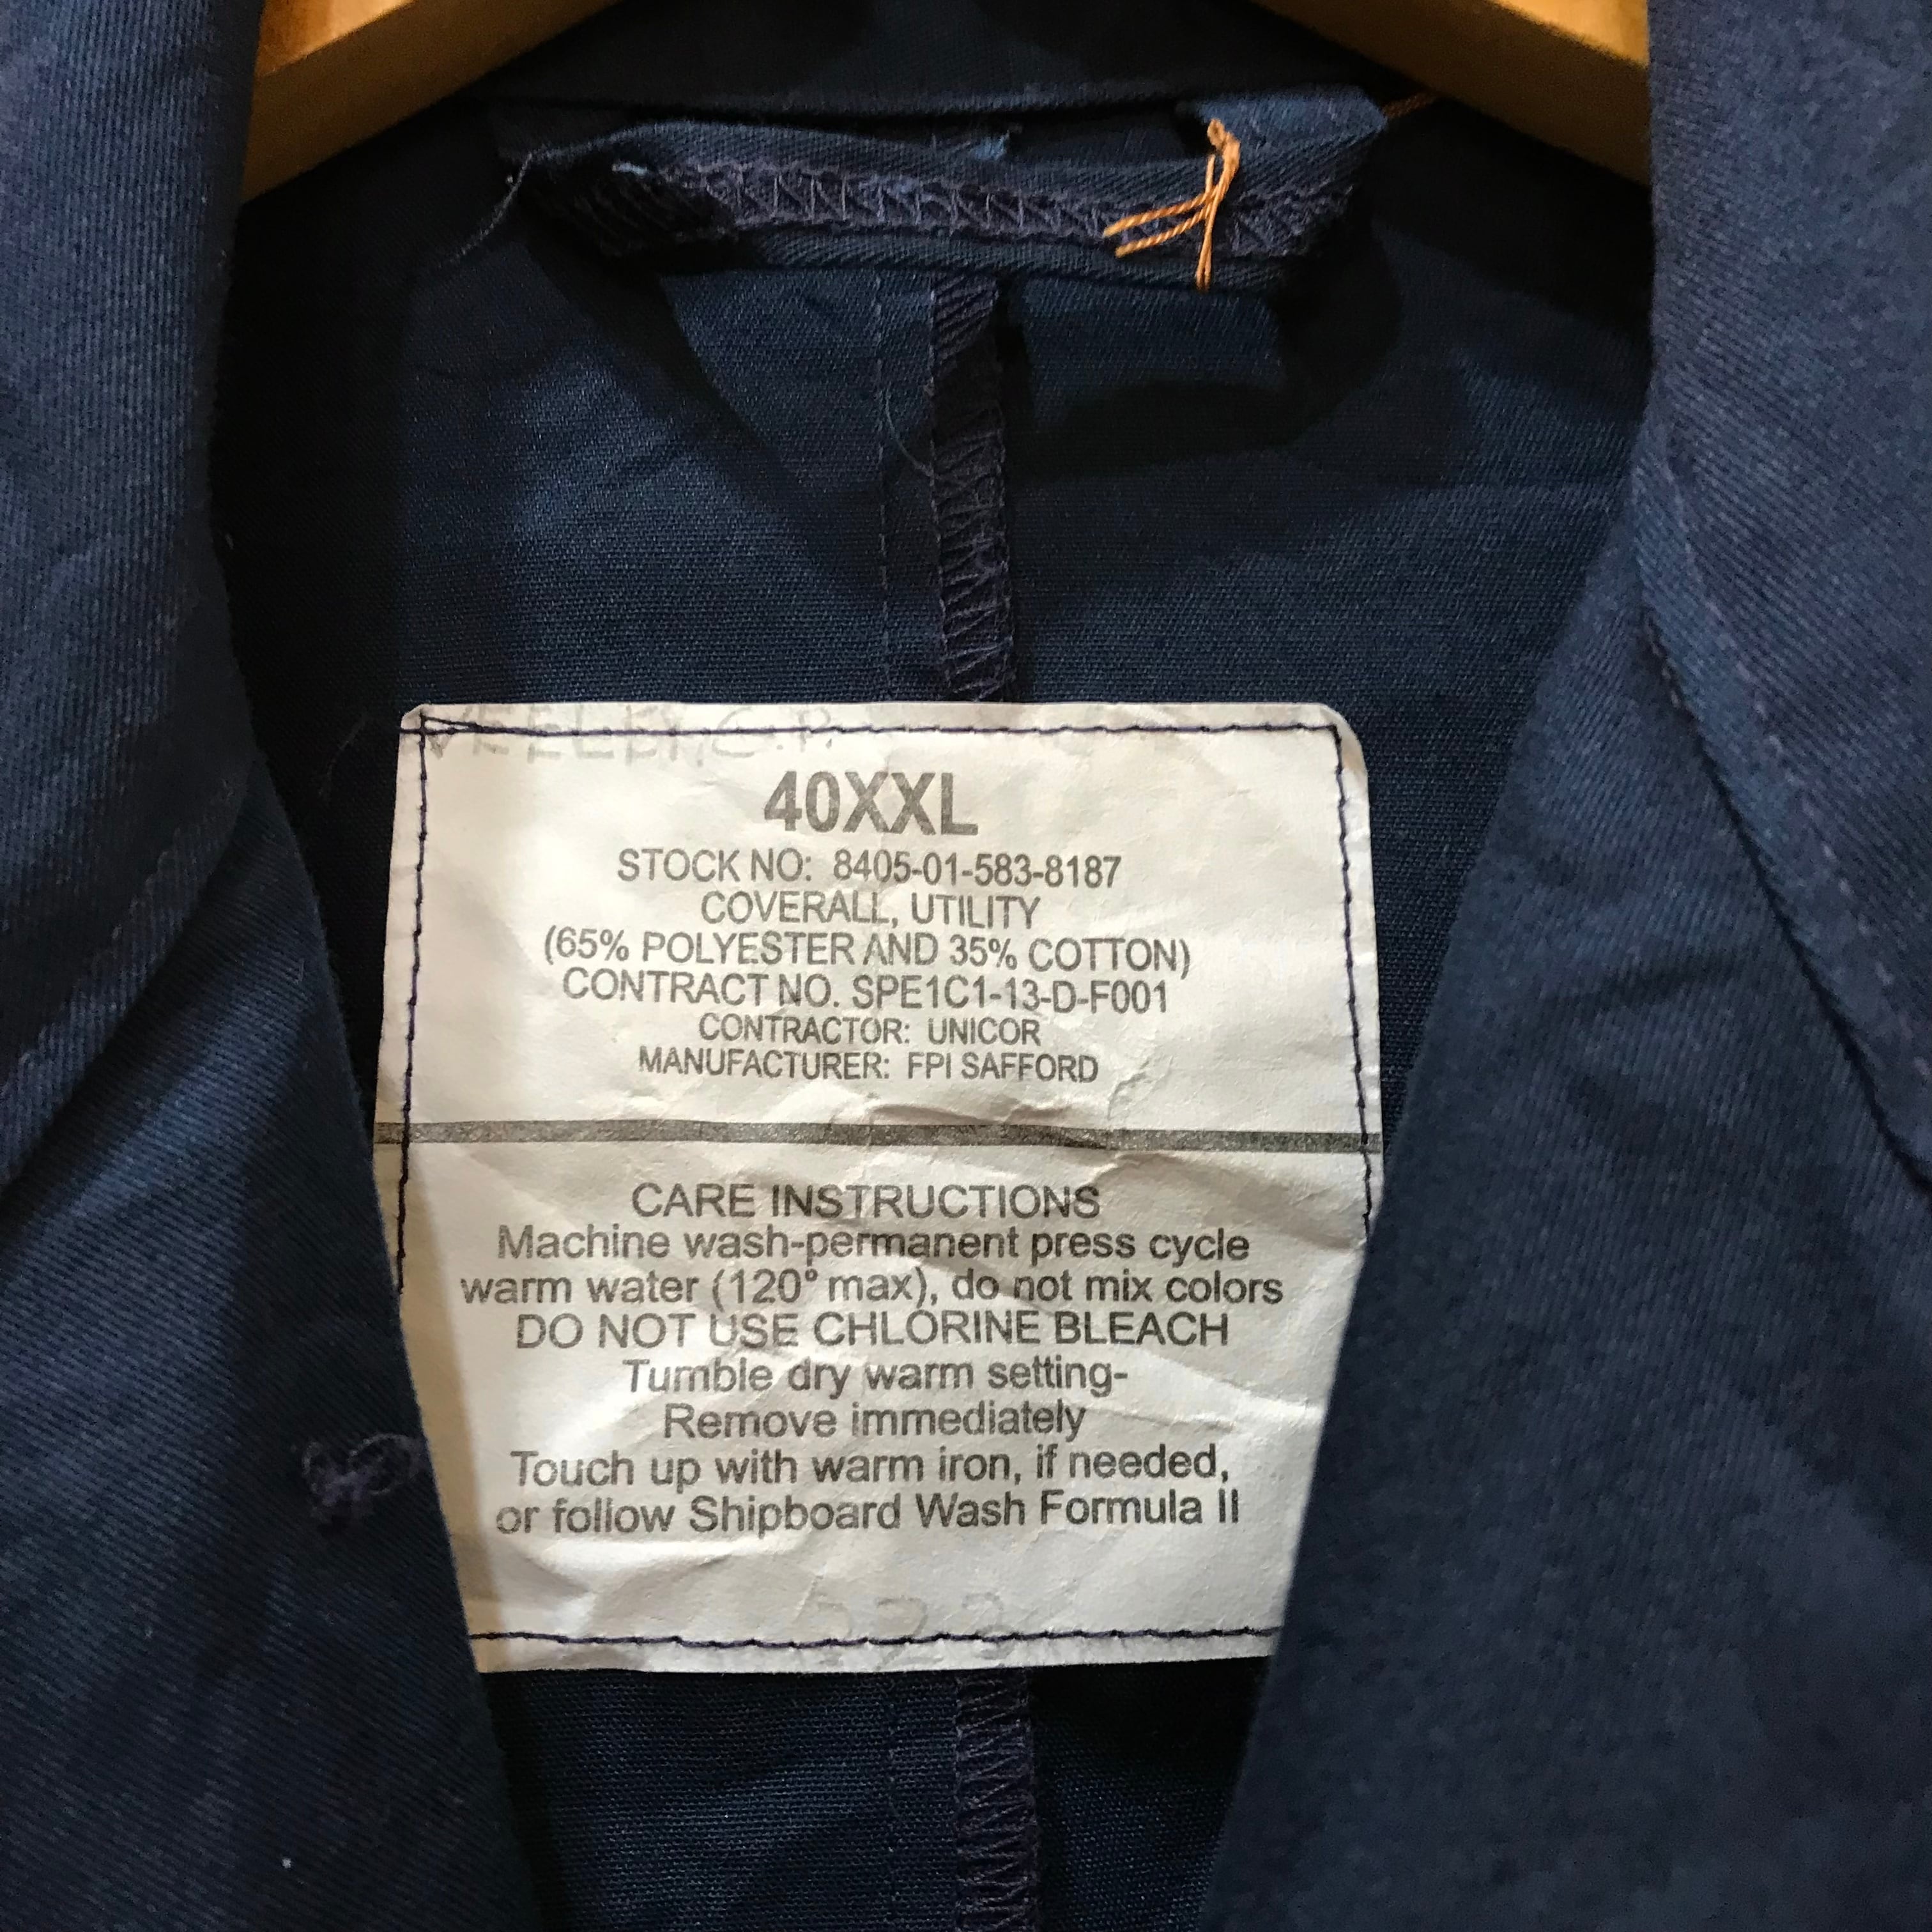 40XXL
STOCK NO: 8405-01-583-8187
COVERALL, UTILITY
(65% POLYESTER AND 35% COTTON)
CONTRACT NO. SPE1C1-13-D-F001
CONTRACTOR: UNICOR
MANUFACTURER: FPI SAFFORD
CARE INSTRUCTIONS
Machine wash-permanent press cycle
warm water (120° max), do not mix colors
DO NOT USE CHLORINE BLEACH
Tumble dry warm setting-
Remove immediately
Touch up with warm iron, if needed,
or follow Shipboard Wash Formula II